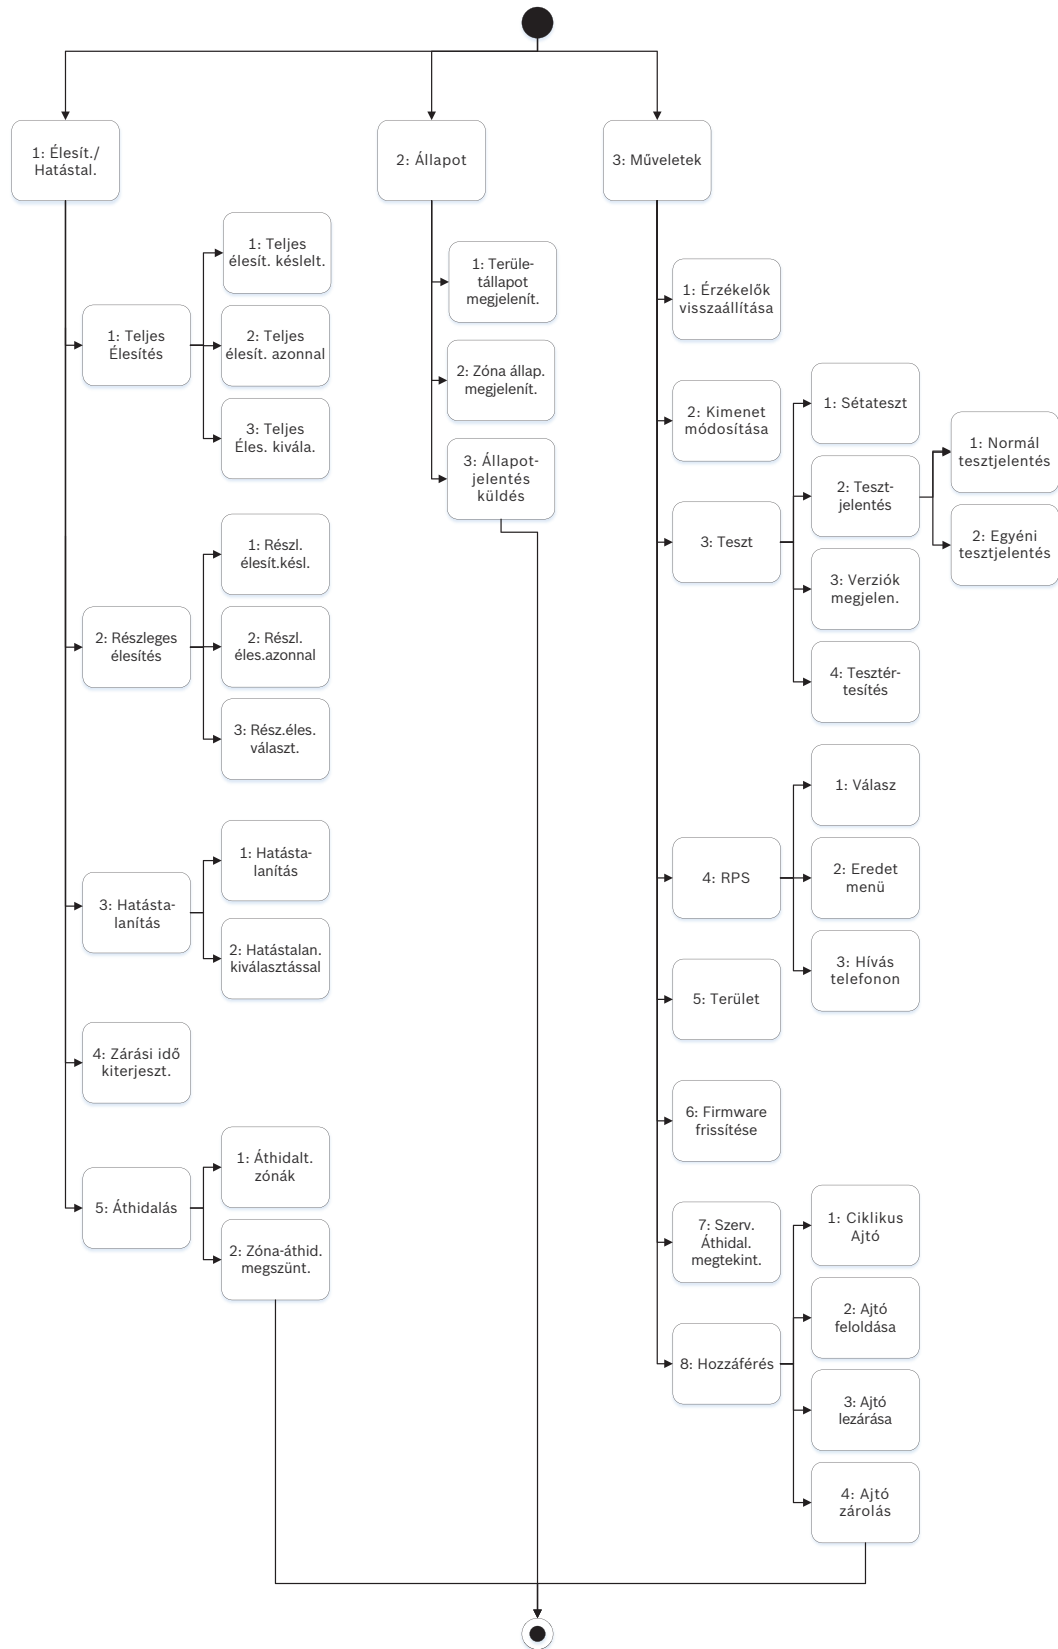 1: Élesít./
Hatástal.
1: Teljes
Élesítés
1: Teljes
élesít. késlelt.
2: Teljes
élesít. azonnal
3: Teljes
Éles. kivála.
2: Részleges
élesítés
1: Részl.
élesít.késl.
2: Részl.
éles.azonnal
3: Rész.éles.
választ.
3: Hatásta-
lanítás
1: Hatásta-
lanítás
2: Hatástalan.
kiválasztással
4: Zárási idő
kiterjeszt.
5: Áthidalás
1: Áthidalt.
zónák
2: Zóna-áthid.
megszünt.
2: Állapot
1: Terüle-
tállapot
megjelenít.
2: Zóna állap.
megjelenít.
3: Állapot-
jelentés
küldés
3: Műveletek
1: Érzékelők
visszaállítása
2: Kimenet
módosítása
3: Teszt
1: Sétateszt
2: Teszt-
jelentés
1: Normál
tesztjelentés
2: Egyéni
tesztjelentés
3: Verziók
megjelen.
4: Tesztér-
tesítés
4: RPS
1: Válasz
2: Eredet
menü
3: Hívás
telefonon
5: Terület
6: Firmware
frissítése
7: Szerv.
Áthidal.
megtekint.
8: Hozzáférés
1: Ciklikus
Ajtó
2: Ajtó
feloldása
3: Ajtó
lezárása
4: Ajtó
zárolás